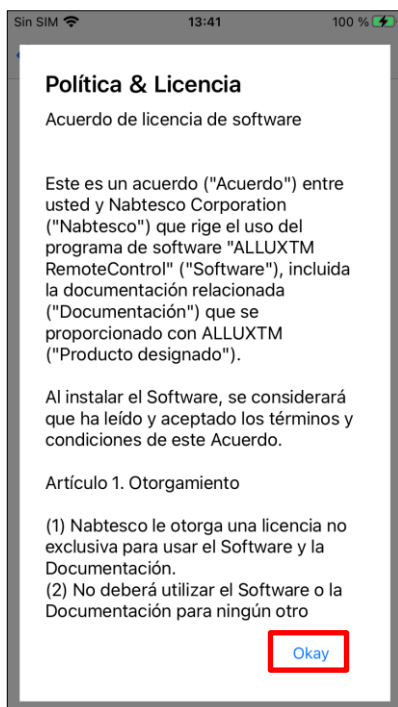 Sin SIM 13:41 100 %
Política & Licencia
Acuerdo de licencia de software
Este es un acuerdo ("Acuerdo") entre
usted y Nabtesco Corporation
("Nabtesco") que rige el uso del
programa de software "ALLUXTM
RemoteControl" ("Software"), incluida
la documentación relacionada
("Documentación") que se
proporcionado con ALLUXTM
("Producto designado").
Al instalar el Software, se considerará
que ha leído y aceptado los términos y
condiciones de este Acuerdo.
Artículo 1. Otorgamiento
(1) Nabtesco le otorga una licencia no
exclusiva para usar el Software y la
Documentación.
(2) No deberá utilizar el Software o la
Documentación para ningún otro
Okay